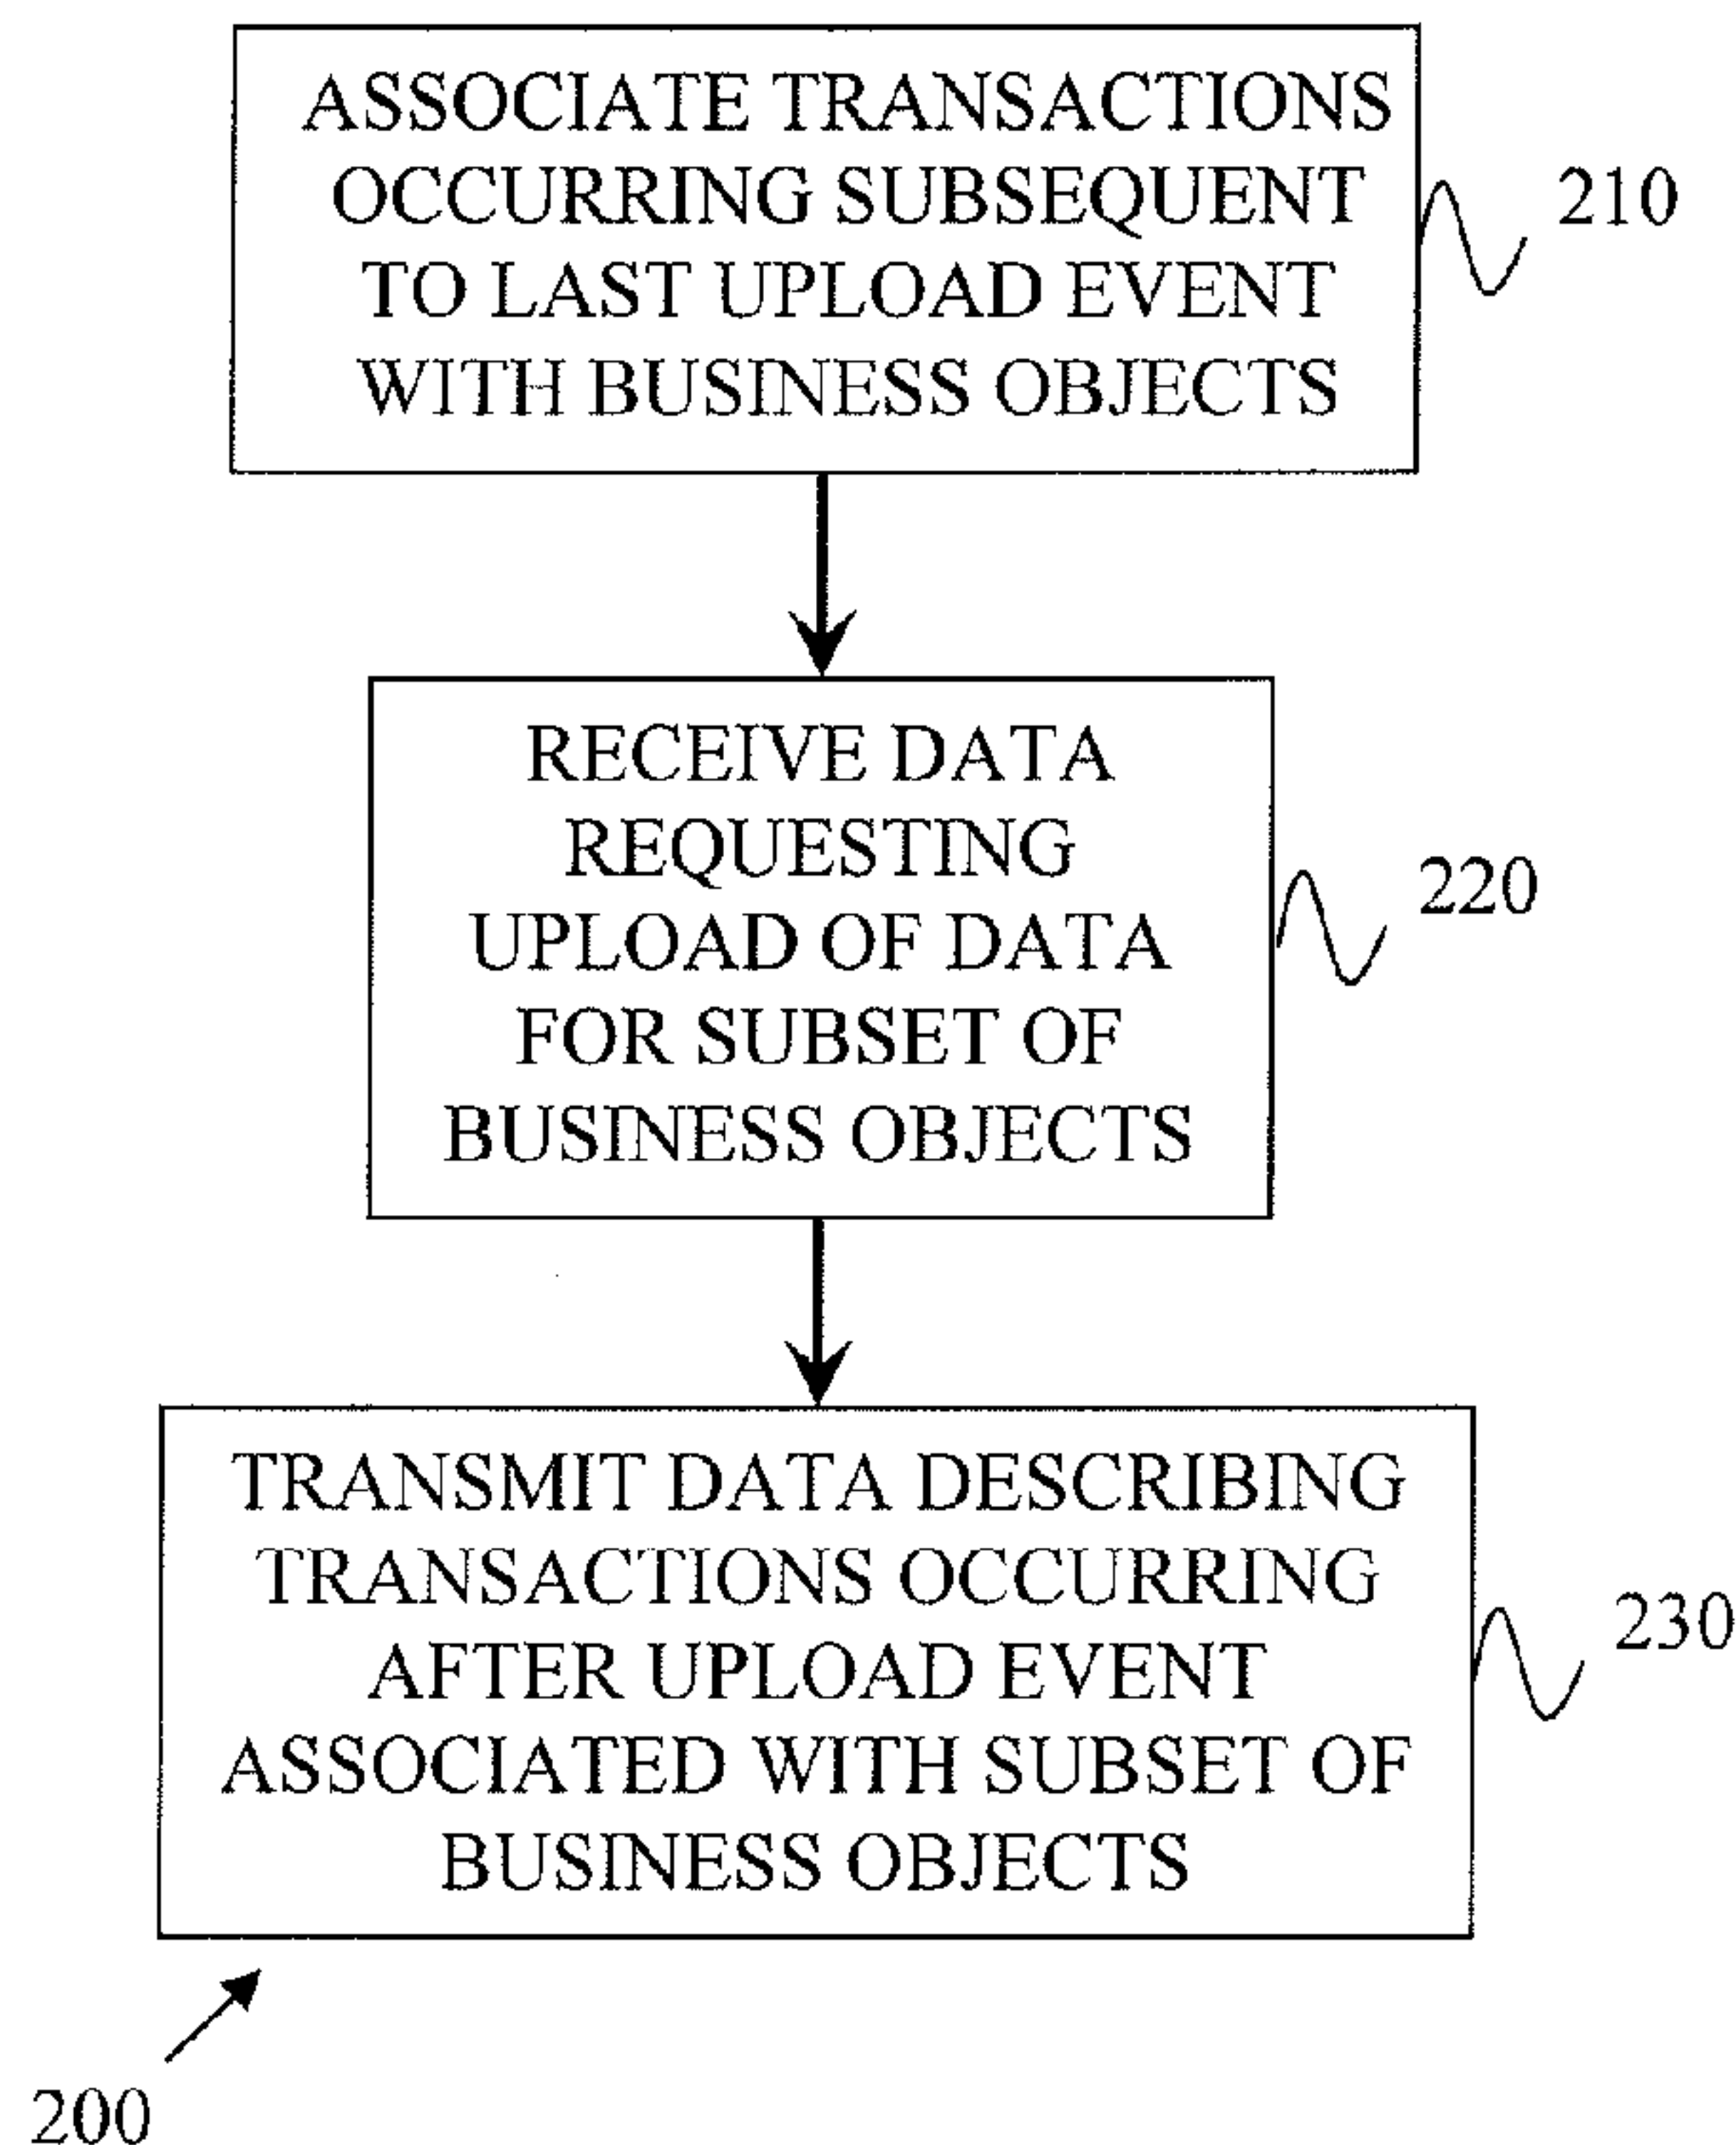 ASSOCIATE TRANSACTIONS
OCCURRING SUBSEQUENT
TO LAST UPLOAD EVENT
WITH BUSINESS OBJECTS
210
RECEIVE DATA
REQUESTING
UPLOAD OF DATA
FOR SUBSET OF
BUSINESS OBJECTS
220
TRANSMIT DATA DESCRIBING
TRANSACTIONS OCCURRING
AFTER UPLOAD EVENT
ASSOCIATED WITH SUBSET OF
BUSINESS OBJECTS
230
200